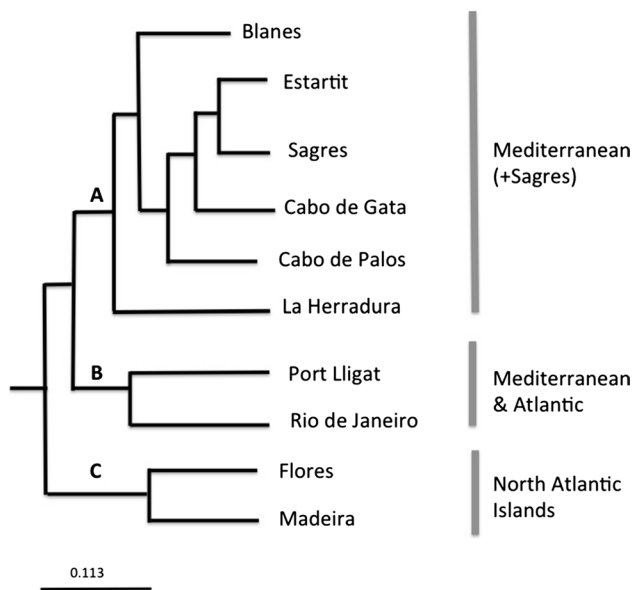 Blanes
Estartit
Sagres
Cabo de Gata
Cabo de Palos
La Herradura
Port Lligat
Rio de Janeiro
Flores
Madeira
A
B
C
Mediterranean
(+Sagres)
Mediterranean
& Atlantic
North Atlantic
Islands
0.113